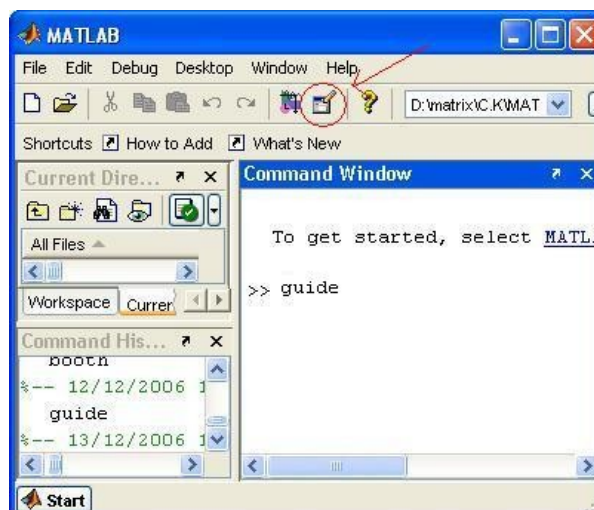 MATLAB
File Edit Debug Desktop Window Help
D:\matrix\C.K\MAT
Shortcuts How to Add What's New
Current Dire...
All Files
Workspace Curren
Command His...
booth
%-- 12/12/2006 1
guide
%-- 13/12/2006 1
Command Window
To get started, select MATL
>> guide
Start